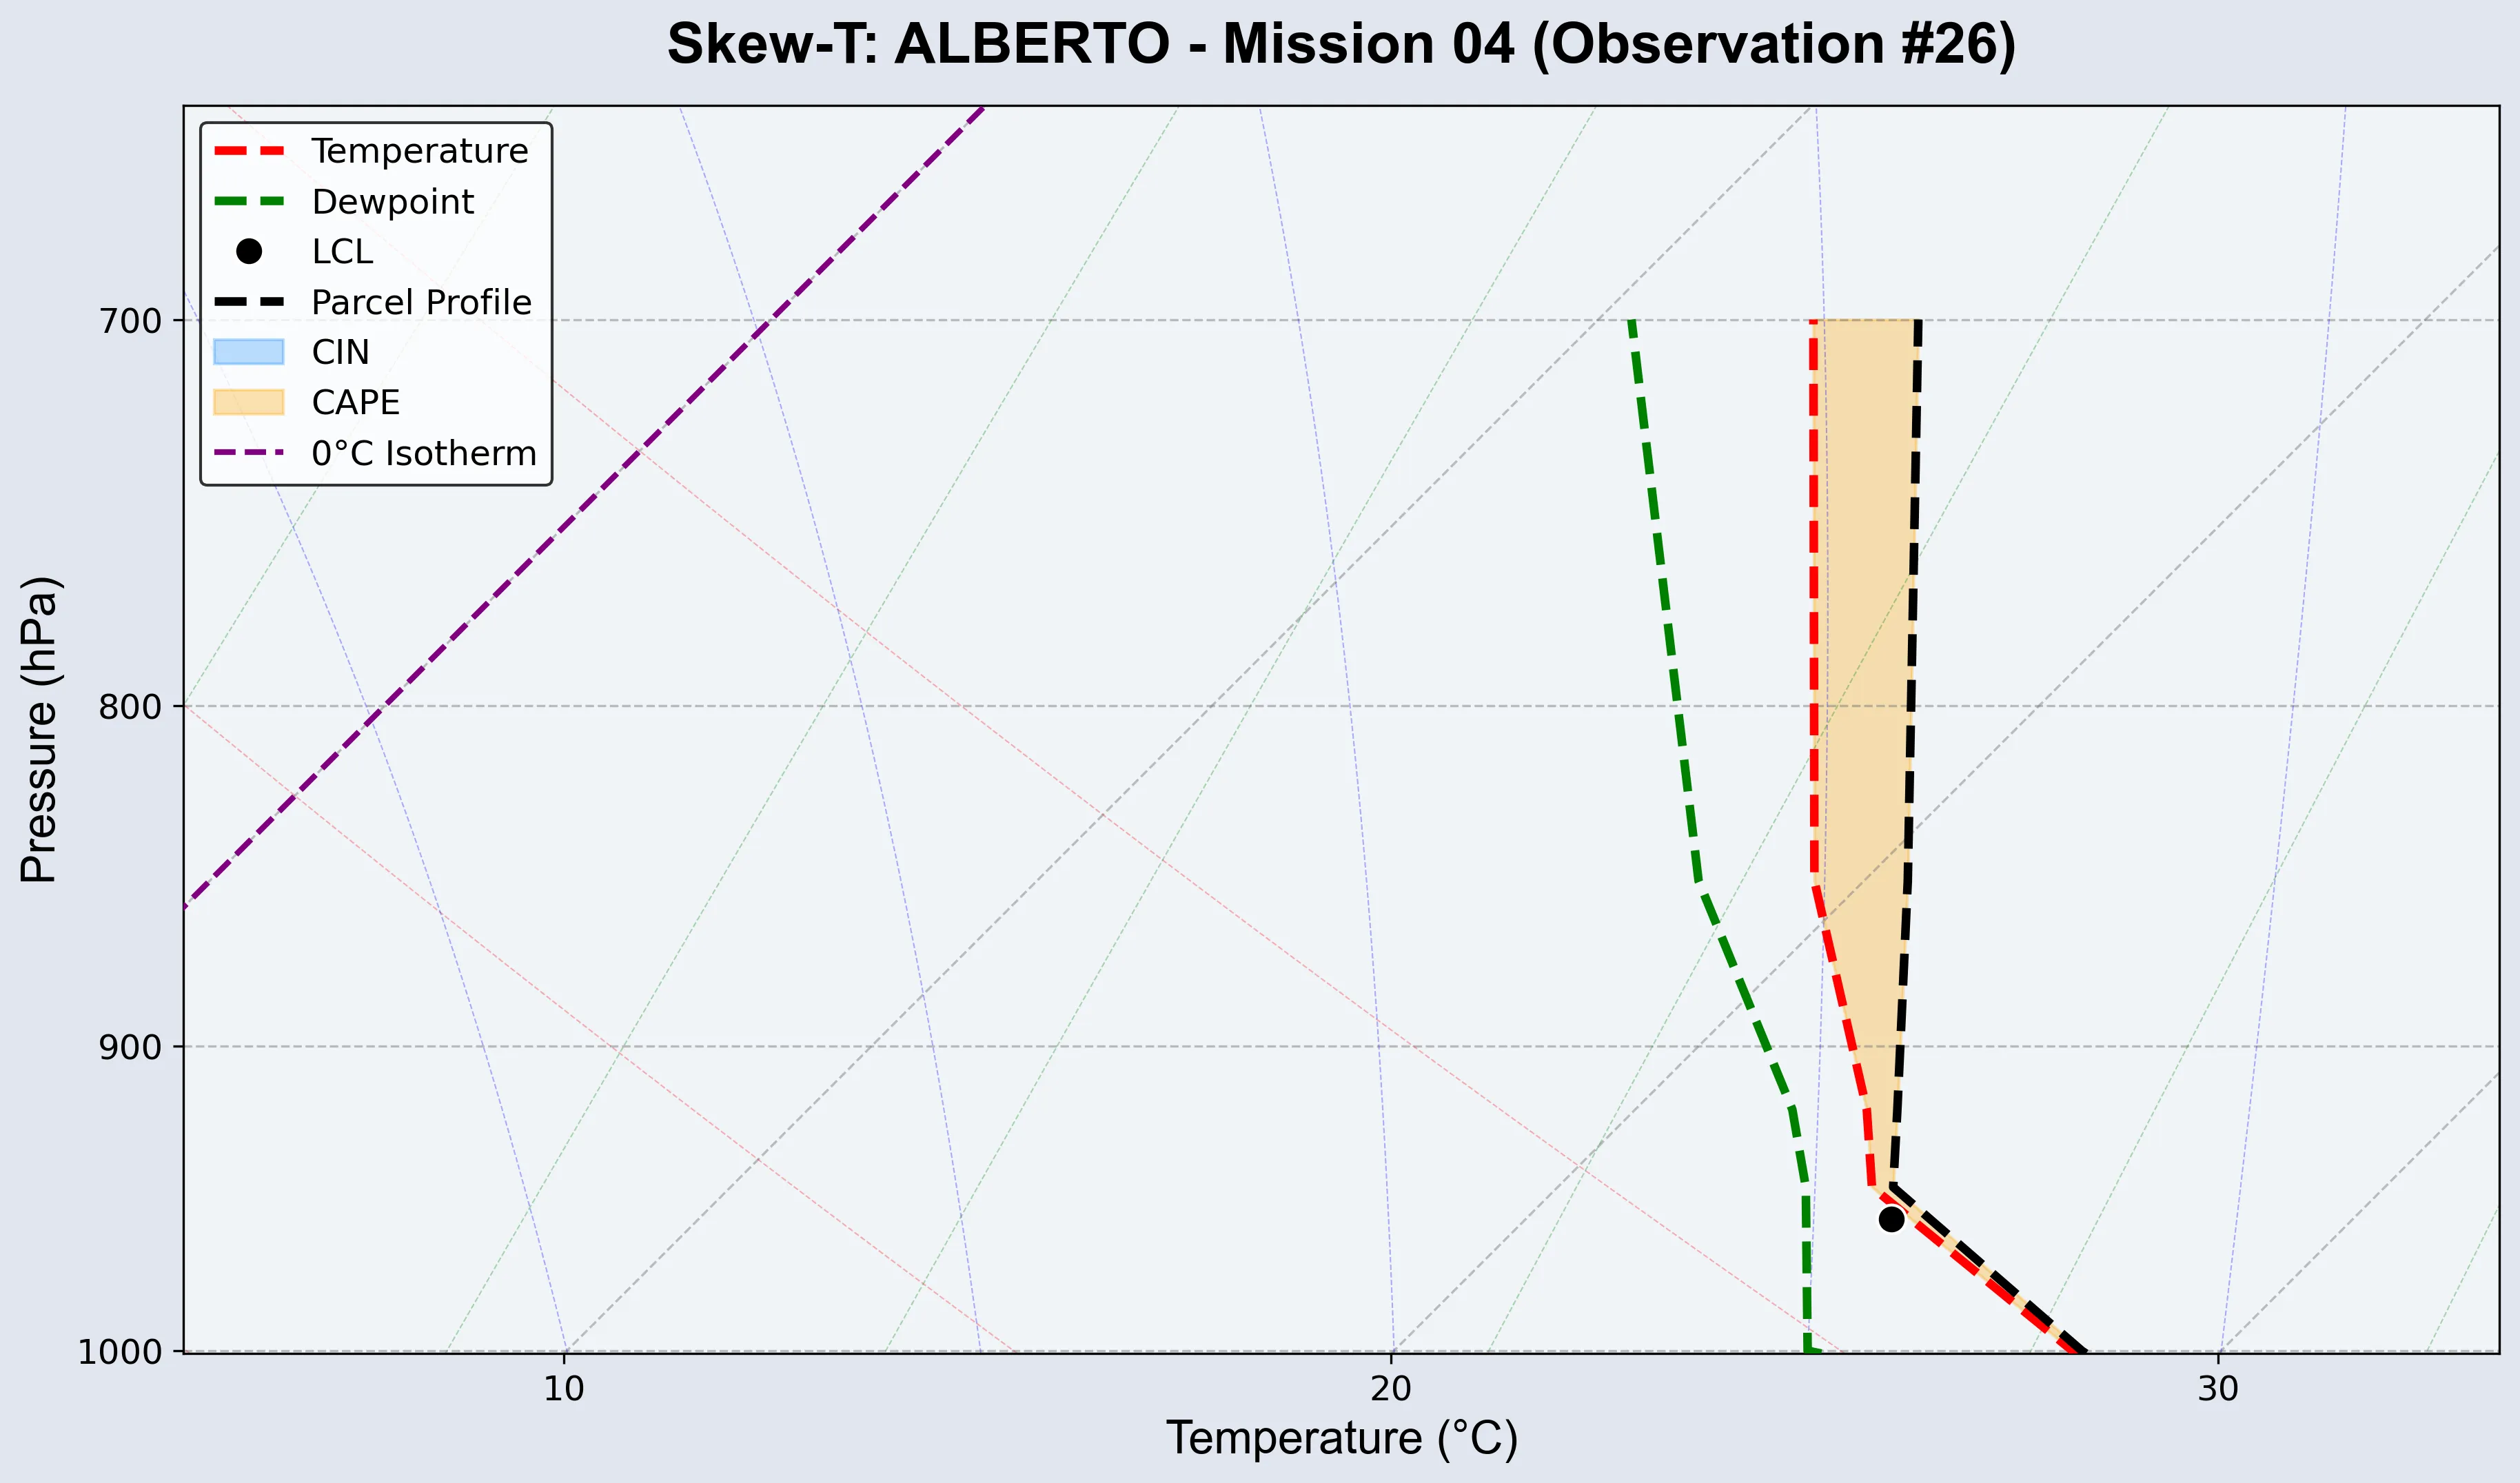 Skew-T: ALBERTO - Mission 04 (Observation #26)
Temperature
Dewpoint
LCL
Parcel Profile
CIN
CAPE
0°C Isotherm
Pressure (hPa)
700
800
900
1000
10
20
30
Temperature (°C)